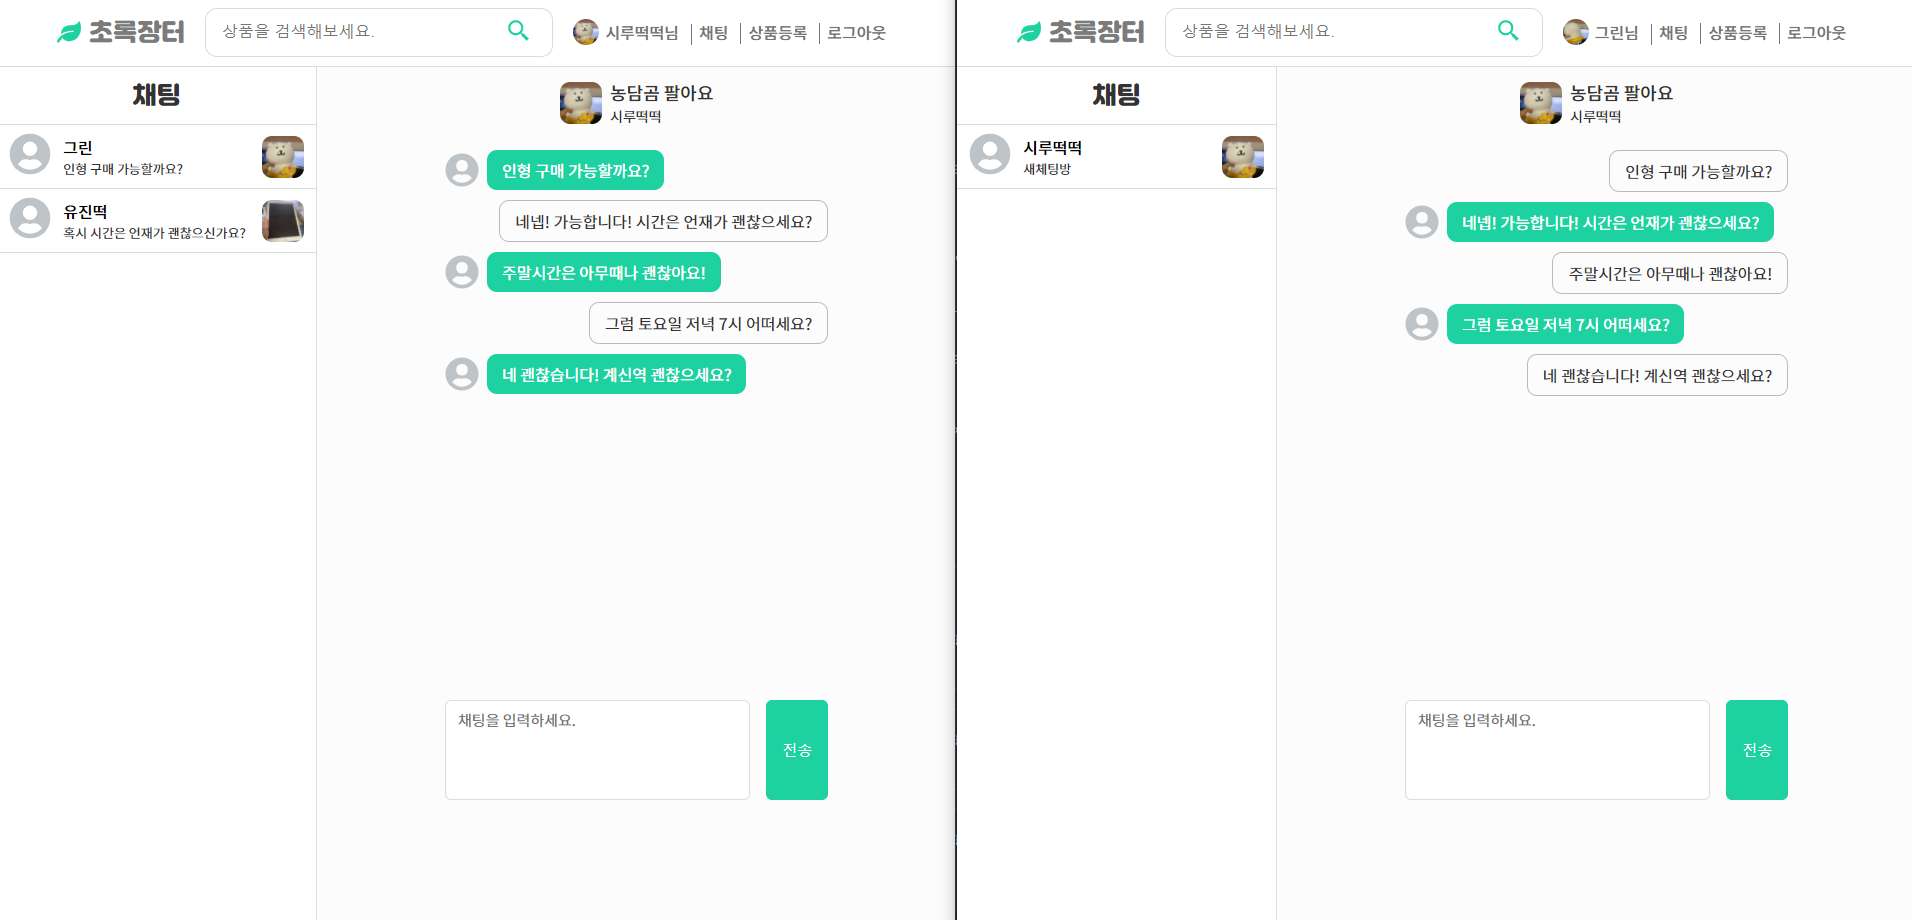 초록장터
상품을 검색해보세요.
시루떡떡님
채팅
상품등록
로그아웃
채팅
그린
인형 구매 가능할까요?
유진떡
혹시 시간은 언재가 괜찮으신가요?
농담곰 팔아요
시루떡떡
인형 구매 가능할까요?
네넵! 가능합니다! 시간은 언재가 괜찮으세요?
주말시간은 아무때나 괜찮아요!
그럼 토요일 저녁 7시 어떠세요?
네 괜찮습니다! 계신역 괜찮으세요?
채팅을 입력하세요.
전송
초록장터
상품을 검색해보세요.
그린님
채팅
상품등록
로그아웃
채팅
시루떡떡
새체팅방
농담곰 팔아요
시루떡떡
인형 구매 가능할까요?
네넵! 가능합니다! 시간은 언재가 괜찮으세요?
주말시간은 아무때나 괜찮아요!
그럼 토요일 저녁 7시 어떠세요?
네 괜찮습니다! 계신역 괜찮으세요?
채팅을 입력하세요.
전송